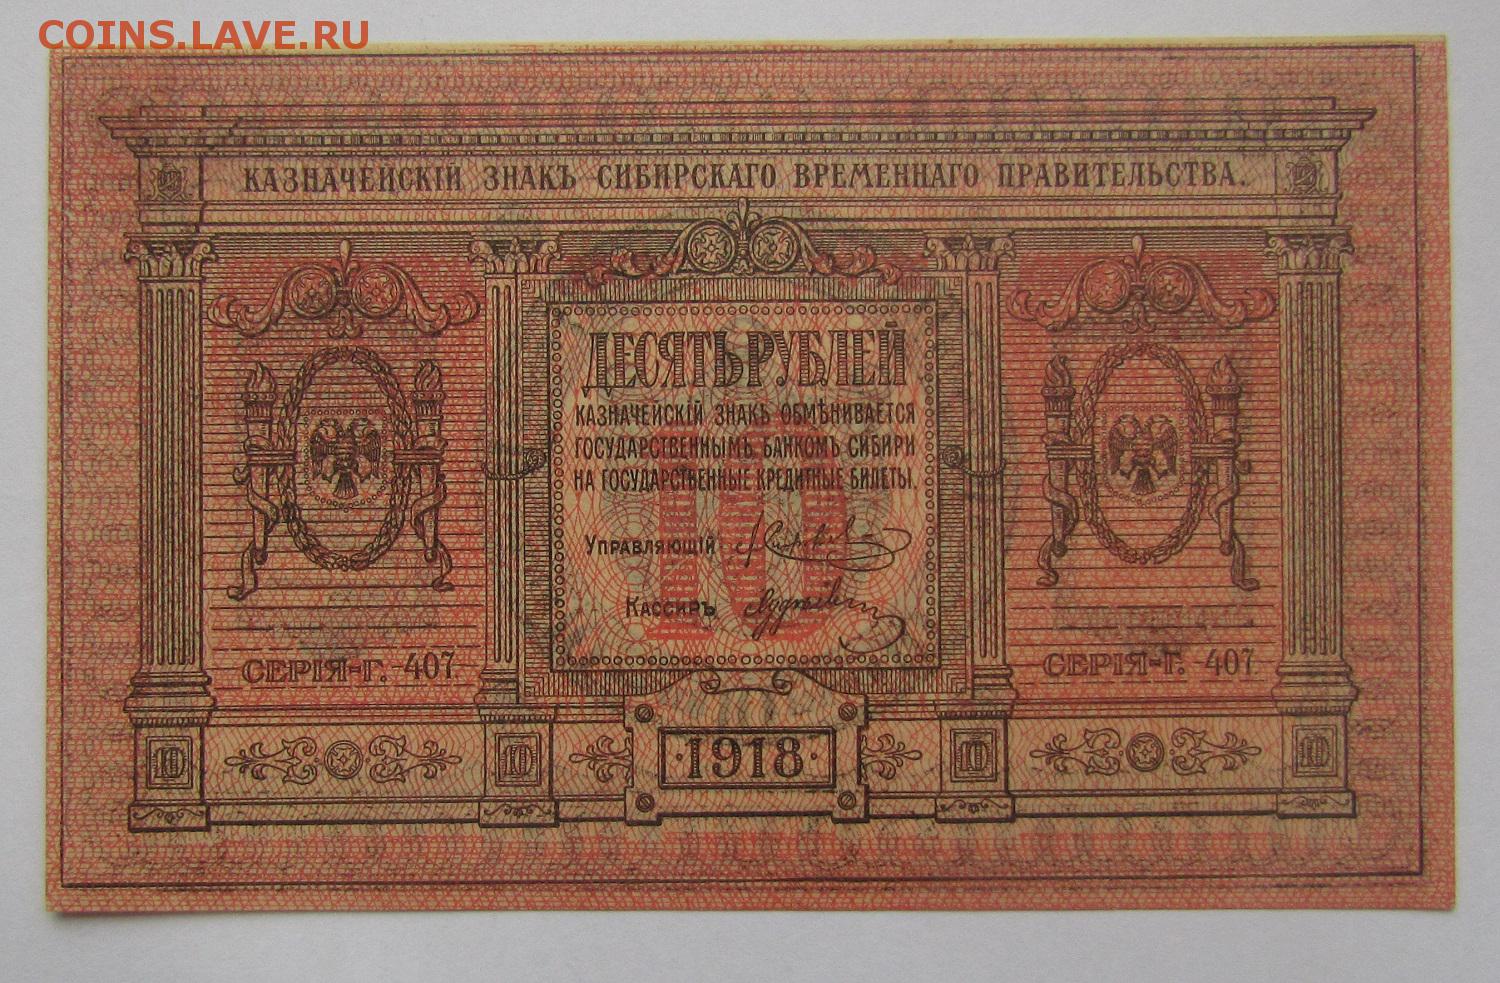 COINS.LAVE.RU
КАЗНАЧЕЙСКІЙ ЗНАКЪ СИБИРСКАГО ВРЕМЕННАГО ПРАВИТЕЛЬСТВА.
ДЕСЯТЬ РУБЛЕЙ
КАЗНАЧЕЙСКІЙ ЗНАКЪ ОБМѢНИВАЕТСЯ
ГОСУДАРСТВЕННЫМЪ БАНКОМЪ СИБИРИ
НА ГОСУДАРСТВЕННЫЕ КРЕДИТНЫЕ БИЛЕТЫ.
10
УПРАВЛЯЮЩІЙ
КАССИРЪ
СЕРІЯ-Г. -407
СЕРІЯ-Г. -407
10 10 · 1918 · 10 10